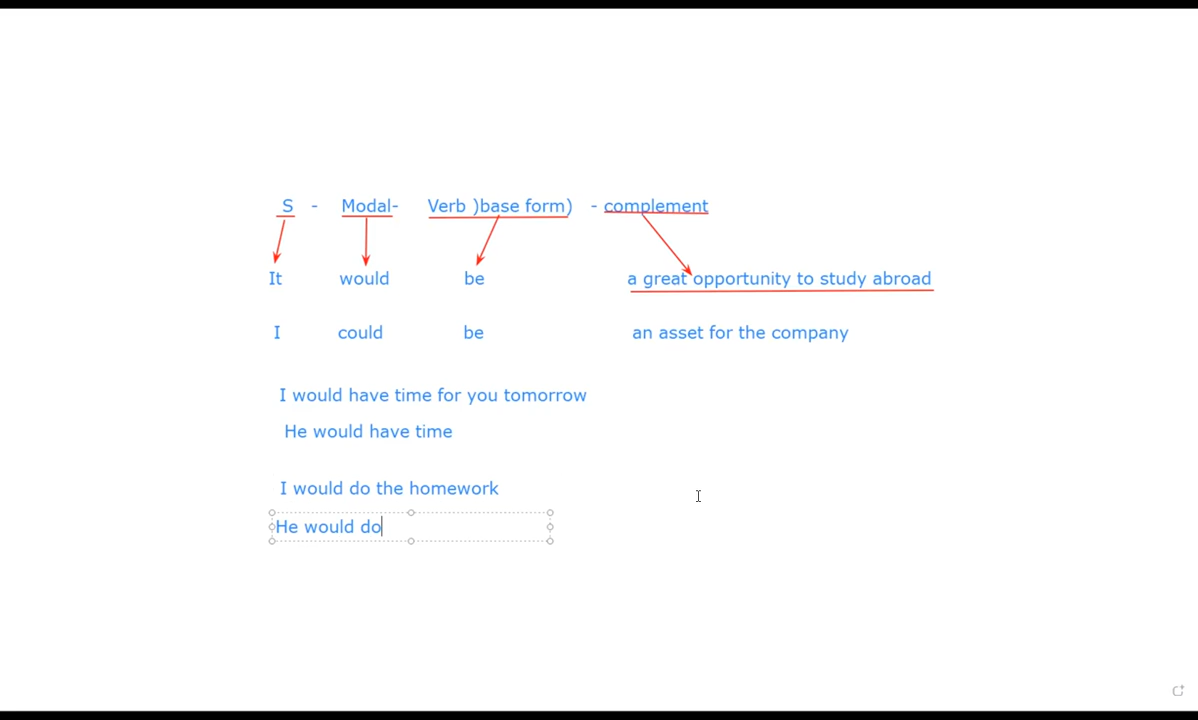 S - Modal- Verb )base form) - complement
It would be a great opportunity to study abroad
I could be an asset for the company
I would have time for you tomorrow
He would have time
I would do the homework
He would do